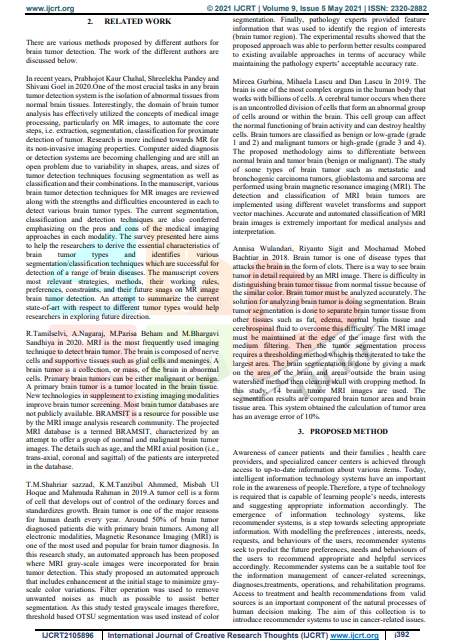 www.ijcrt.org
© 2021 IJCRT | Volume 9, Issue 5 May 2021 | ISSN: 2320-2882
2. RELATED WORK
There are various methods proposed by different authors for
brain tumor detection. The work of the different authors are
discussed below.
In recent years, Prabhojot Kaur Chahal, Shreelekha Pandey and
Shivani Goel in 2020.One of the most crucial tasks in any brain
tumor detection system is the isolation of abnormal tissues from
normal brain tissues. Interestingly, the domain of brain tumor
analysis has effectively utilized the concepts of medical image
processing, particularly on MR images, to automate the core
steps, i.e. extraction, segmentation, classification for proximate
detection of tumor. Research is more inclined towards MR for
its non-invasive imaging properties. Computer aided diagnosis
or detection systems are becoming challenging and are still an
open problem due to variability in shapes, areas, and sizes of
tumor detection techniques focusing segmentation as well as
classification and their combinations. In the manuscript, various
brain tumor detection techniques for MR images are reviewed
along with the strengths and difficulties encountered in each to
detect various brain tumor types. The current segmentation,
classification and detection techniques are also conferred
emphasizing on the pros and cons of the medical imaging
approaches in each modality. The survey presented here aims
to help the researchers to derive the essential characteristics of
brain tumor types and identifies various
segmentation/classification techniques which are successful for
detection of a range of brain diseases. The manuscript covers
most relevant strategies, methods, their working rules,
preferences, constraints, and their future snags on MR image
brain tumor detection. An attempt to summarize the current
state-of-art with respect to different tumor types would help
researchers in exploring future direction.
R.Tamilselvi, A.Nagaraj, M.Parisa Beham and M.Bhargavi
Sandhiya in 2020. MRI is the most frequently used imaging
technique to detect brain tumor. The brain is composed of nerve
cells and supportive tissues such as glial cells and meninges. A
brain tumor is a collection, or mass, of the brain in abnormal
cells. Primary brain tumors can be either malignant or benign.
A primary brain tumor is a tumor located in the brain tissue.
New technologies in supplement to existing imaging modalities
improve brain tumor screening. Most brain tumor databases are
not publicly available. BRAMSIT is a resource for possible use
by the MRI image analysis research community. The projected
MRI database is a termed BRAMSIT, characterized by an
attempt to offer a group of normal and malignant brain tumor
images. The details such as age, and the MRI axial position (i.e.,
trans-axial, coronal and sagittal) of the patients are interpreted
in the database.
T.M.Shahriar sazzad, K.M.Tanzibul Ahmmed, Misbah UI
Hoque and Mahmuda Rahman in 2019.A tumor cell is a form
of cell that develops out of control of the ordinary forces and
standardizes growth. Brain tumor is one of the major reasons
for human death every year. Around 50% of brain tumor
diagnosed patients die with primary brain tumors. Among all
electronic modalities, Magnetic Resonance Imaging (MRI) is
one of the most used and popular for brain tumor diagnosis. In
this research study, an automated approach has been proposed
where MRI gray-scale images were incorporated for brain
tumor detection. This study proposed an automated approach
that includes enhancement at the initial stage to minimize gray-
scale color variations. Filter operation was used to remove
unwanted noises as much as possible to assist better
segmentation. As this study tested grayscale images therefore,
threshold based OTSU segmentation was used instead of color
segmentation. Finally, pathology experts provided feature
information that was used to identify the region of interests
(brain tumor region). The experimental results showed that the
proposed approach was able to perform better results compared
to existing available approaches in terms of accuracy while
maintaining the pathology experts' acceptable accuracy rate.
Mircea Gurbina, Mihaela Lascu and Dan Lascu în 2019. The
brain is one of the most complex organs in the human body that
works with billions of cells. A cerebral tumor occurs when there
is an uncontrolled division of cells that form an abnormal group
of cells around or within the brain. This cell group can affect
the normal functioning of brain activity and can destroy healthy
cells. Brain tumors are classified as benign or low-grade (grade
1 and 2) and malignant tumors or high-grade (grade 3 and 4).
The proposed methodology aims to differentiate between
normal brain and tumor brain (benign or malignant). The study
of some types of brain tumor such as metastatic and
bronchogenic carcinoma tumors, glioblastoma and sarcoma are
performed using brain magnetic resonance imaging (MRI). The
detection and classification of MRI brain tumors are
implemented using different wavelet transforms and support
vector machines. Accurate and automated classification of MRI
brain images is extremely important for medical analysis and
interpretation.
Annisa Wulandari, Riyanto Sigit and Mochamad Mobed
Bachtiar in 2018. Brain tumor is one of disease types that
attacks the brain in the form of clots. There is a way to see brain
tumor in detail required by an MRI image. There is difficulty in
distinguishing brain tumor tissue from normal tissue because of
the similar color. Brain tumor must be analyzed accurately. The
solution for analyzing brain tumor is doing segmentation. Brain
tumor segmentation is done to separate brain tumor tissue from
other tissues such as fat, edema, normal brain tissue and
cerebrospinal fluid to overcome this difficulty. The MRI image
must be maintained at the edge of the image first with the
medium filtering. Then the tumor segmentation process
requires a thresholding method which is then iterated to take the
largest area. The brain segmentation is done by giving a mark
on the area of the brain and areas outside the brain using
watershed method then clearing skull with cropping method. In
this study, 14 brain tumor MRI images are used. The
segmentation results are compared brain tumor area and brain
tissue area. This system obtained the calculation of tumor area
has an average error of 10%.
3. PROPOSED METHOD
Awareness of cancer patients and their families , health care
providers, and specialized cancer centers is achieved through
access to up-to-date information about various items. Today,
intelligent information technology systems have an important
role in the awareness of people.Therefore, a type of technology
is required that is capable of learning people's needs, interests
and suggesting appropriate information accordingly. The
emergence of information technology systems, like
recommender systems, is a step towards selecting appropriate
information. With modelling the preferences , interests, needs,
requests, and behaviours of the users, recommender systems
seek to predict the future preferences, needs and behaviours of
the users to recommend appropriate and helpful services
accordingly. Recommender systems can be a suitable tool for
the information management of cancer-related screenings,
diagnoses,treatments, operations, and rehabilitation programs.
Access to treatment and health recommendations from valid
sources is an important component of the natural processes of
human decision making. The aim of this collection is to
introduce recommender systems to use in cancer-related issues.
IJCRT2105896
International Journal of Creative Research Thoughts (IJCRT) www.ijcrt.org
j392